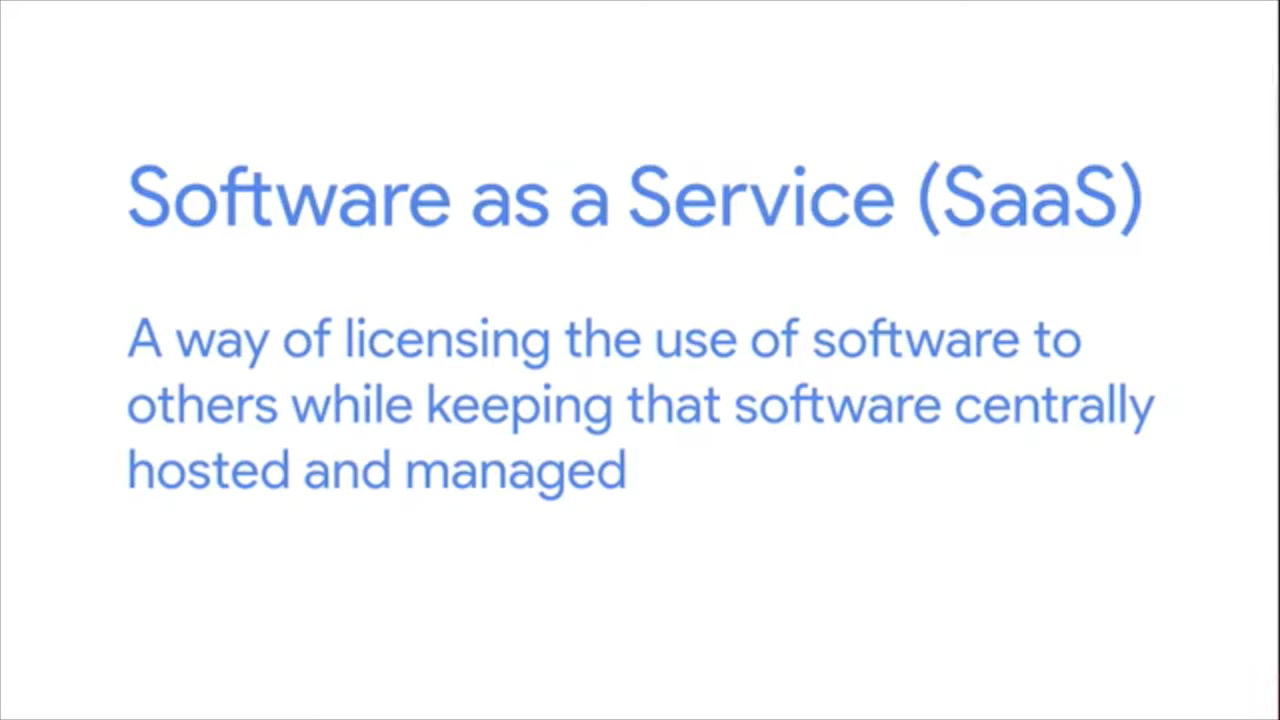 Software as a Service (SaaS)
A way of licensing the use of software to
others while keeping that software centrally
hosted and managed